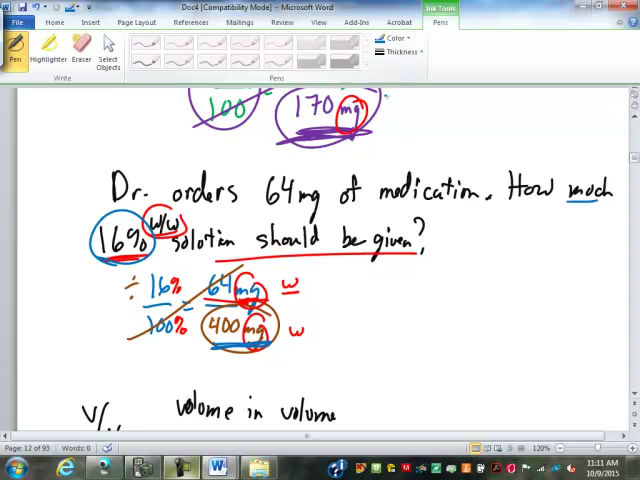 Doc4 [Compatibility Mode] - Microsoft Word
Ink Tools
File Home Insert Page Layout References Mailings Review View Add-Ins Acrobat Pens
Pen Highlighter Eraser Select Objects
Color
Thickness
Write
Pens
100 170 mg
Dr. orders 64mg of medication. How much
16% w/w solution should be given?
÷ 16% = 64 mg w
100% 400 mg w
V/ volume in volume
Page: 12 of 93 Words: 0 120%
11:11 AM
10/9/2015